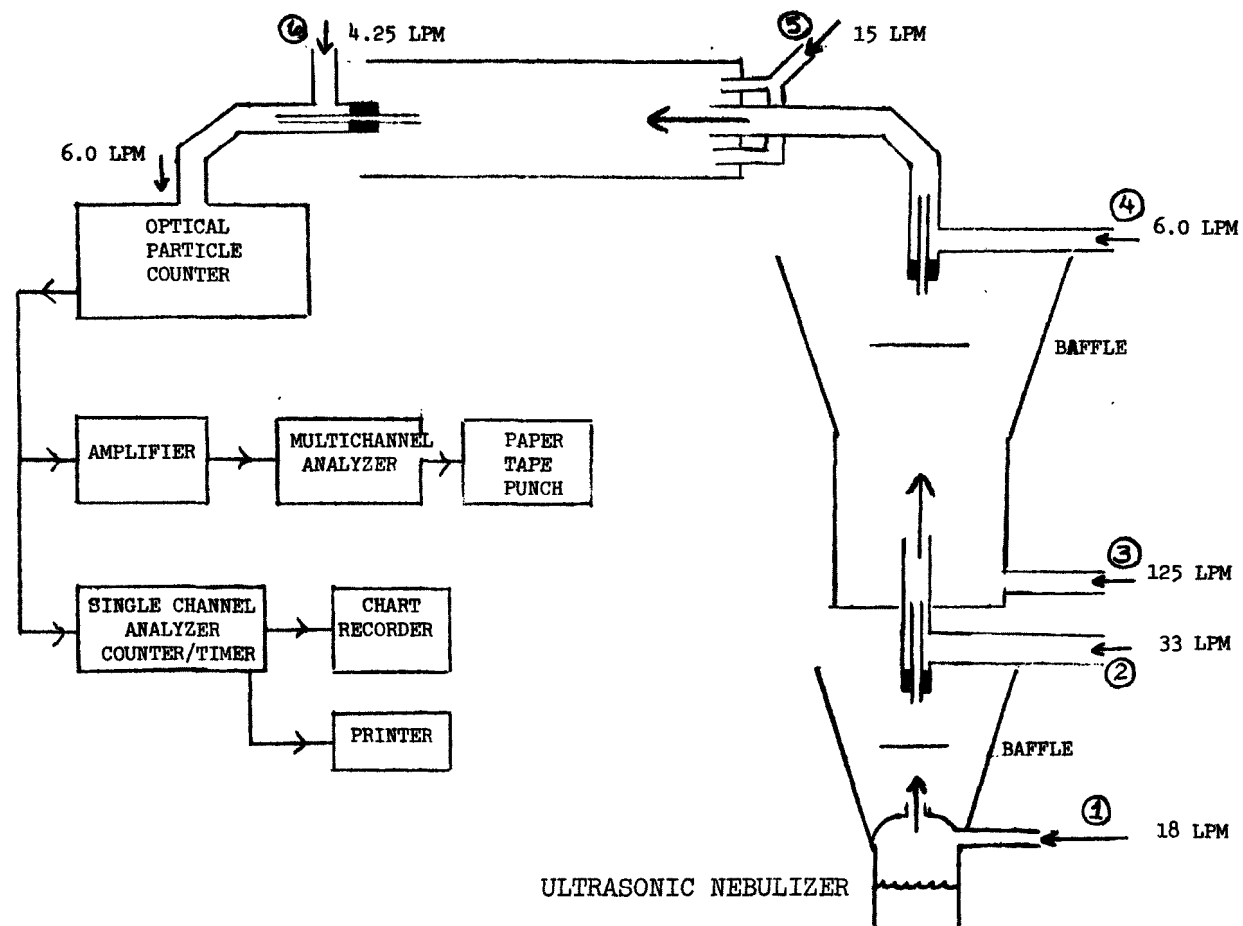 ⑥ 4.25 LPM
⑤ 15 LPM
6.0 LPM
④ 6.0 LPM
OPTICAL
PARTICLE
COUNTER
BAFFLE
AMPLIFIER
MULTICHANNEL
ANALYZER
PAPER
TAPE
PUNCH
③ 125 LPM
SINGLE CHANNEL
ANALYZER
COUNTER/TIMER
CHART
RECORDER
33 LPM
②
PRINTER
BAFFLE
① 18 LPM
ULTRASONIC NEBULIZER